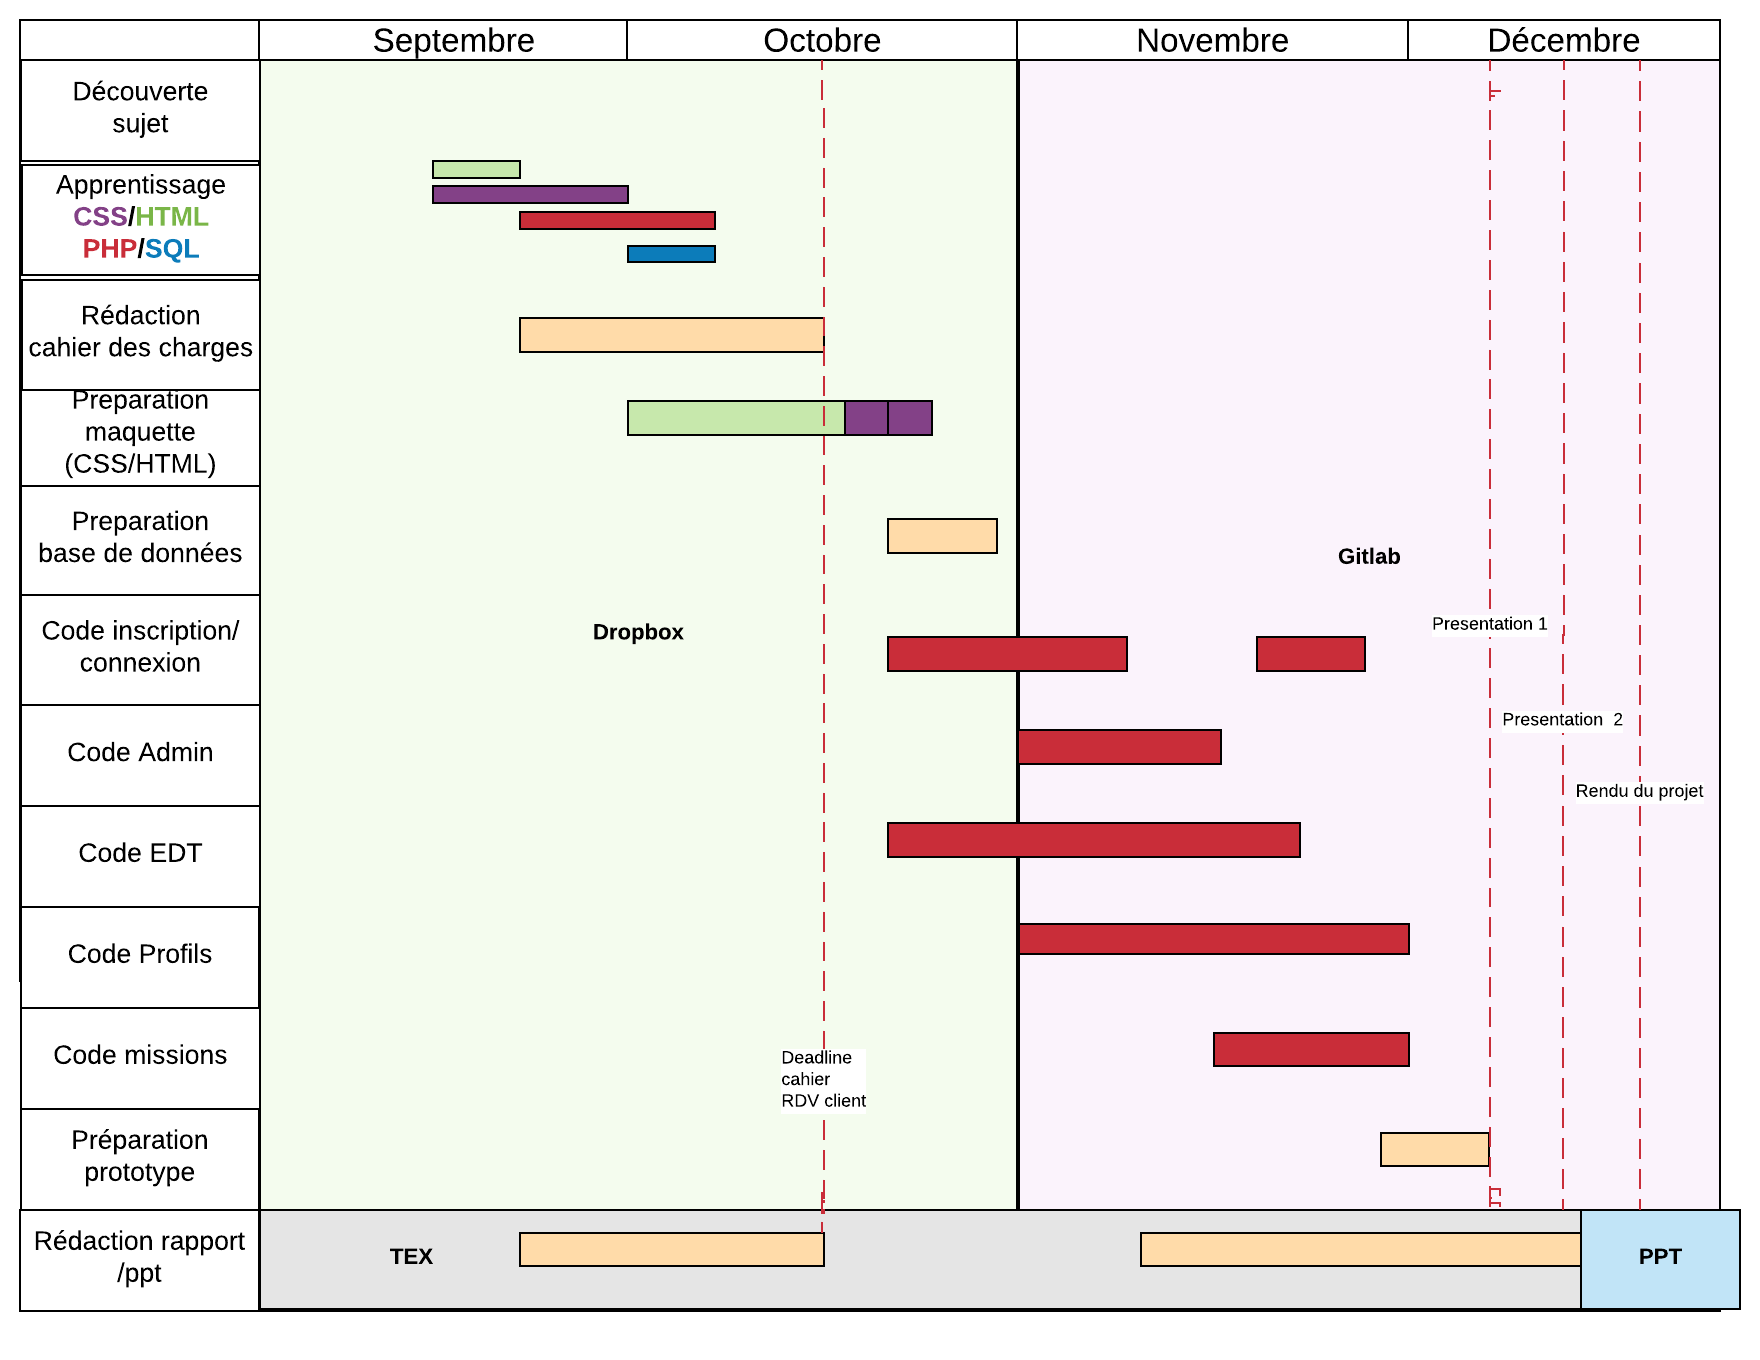 Septembre
Octobre
Novembre
Décembre
Découverte
sujet
Apprentissage
CSS/HTML
PHP/SQL
Rédaction
cahier des charges
Preparation
maquette
(CSS/HTML)
Preparation
base de données
Gitlab
Code inscription/
connexion
Dropbox
Presentation 1
Code Admin
Presentation  2
Rendu du projet
Code EDT
Code Profils
Code missions
Deadline
cahier
RDV client
Préparation
prototype
Rédaction rapport
/ppt
TEX
PPT